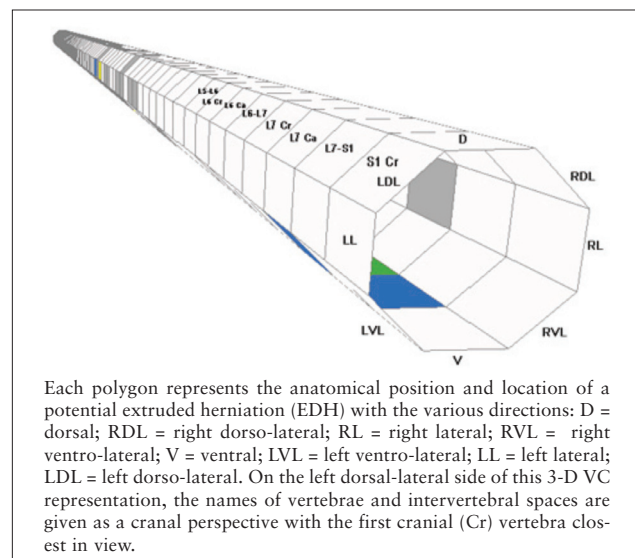 L5-L6
L6 Cr
L6 Ca
L6-L7
L7 Cr
L7 Ca
L7-S1
S1 Cr
D
LDL
RDL
LL
RL
LVL
RVL
V
Each polygon represents the anatomical position and location of a
potential extruded herniation (EDH) with the various directions: D =
dorsal; RDL = right dorso-lateral; RL = right lateral; RVL = right
ventro-lateral; V = ventral; LVL = left ventro-lateral; LL = left lateral;
LDL = left dorso-lateral. On the left dorsal-lateral side of this 3-D VC
representation, the names of vertebrae and intervertebral spaces are
given as a cranal perspective with the first cranial (Cr) vertebra clos-
est in view.